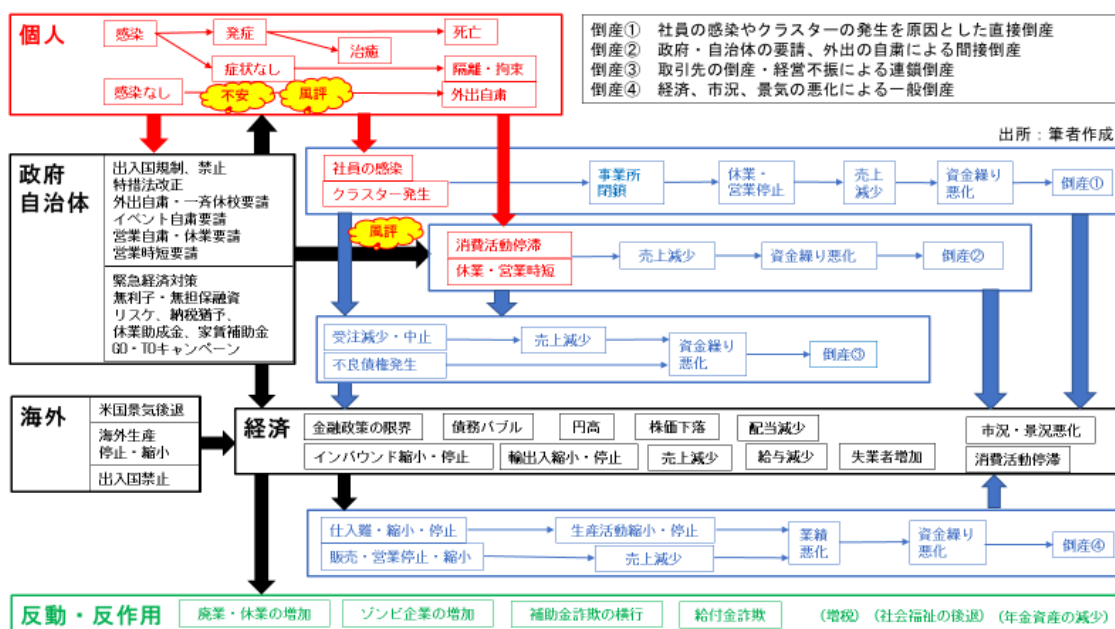 個人
感染
発症
死亡
治癒
症状なし
隔離・拘束
感染なし
不安
風評
外出自粛
倒産① 社員の感染やクラスターの発生を原因とした直接倒産
倒産② 政府・自治体の要請、外出の自粛による間接倒産
倒産③ 取引先の倒産・経営不振による連鎖倒産
倒産④ 経済、市況、景気の悪化による一般倒産
出所：筆者作成
政府
自治体
出入国規制、禁止
特措法改正
外出自粛・一斉休校要請
イベント自粛要請
営業自粛・休業要請
営業時短要請
緊急経済対策
無利子・無担保融資
リスケ、納税猶予、
休業助成金、家賃補助金
GO・TOキャンペーン
社員の感染
クラスター発生
事業所
閉鎖
休業・
営業停止
売上
減少
資金繰り
悪化
倒産①
風評
消費活動停滞
休業・営業時短
売上減少
資金繰り悪化
倒産②
受注減少・中止
不良債権発生
売上減少
資金繰り
悪化
倒産③
海外
米国景気後退
海外生産
停止・縮小
出入国禁止
経済
金融政策の限界
債務バブル
円高
株価下落
配当減少
市況・景況悪化
インバウンド縮小・停止
輸出入縮小・停止
売上減少
給与減少
失業者増加
消費活動停滞
仕入難・縮小・停止
生産活動縮小・停止
販売・営業停止・縮小
売上減少
業績
悪化
資金繰り
悪化
倒産④
反動・反作用
廃業・休業の増加
ゾンビ企業の増加
補助金詐欺の横行
給付金詐欺
(増税)
(社会福祉の後退)
(年金資産の減少)